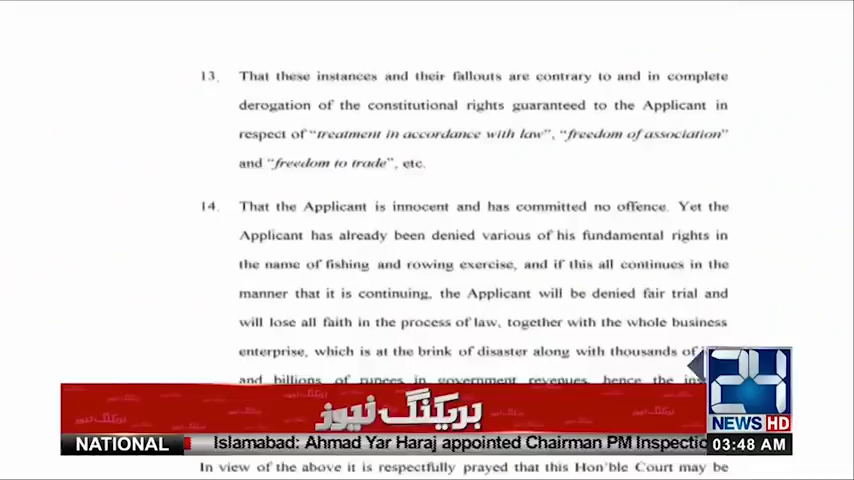 13. That these instances and their fallouts are contrary to and in complete
derogation of the constitutional rights guaranteed to the Applicant in
respect of “treatment in accordance with law”, “freedom of association”
and “freedom to trade”, etc.
14. That the Applicant is innocent and has committed no offence. Yet the
Applicant has already been denied various of his fundamental rights in
the name of fishing and rowing exercise, and if this all continues in the
manner that it is continuing, the Applicant will be denied fair trial and
will lose all faith in the process of law, together with the whole business
enterprise, which is at the brink of disaster along with thousands of
and billions of rupees in government revenues, hence the
بریکنگ نیوز
24
NEWS HD
NATIONAL
Islamabad: Ahmad Yar Haraj appointed Chairman PM Inspectio
03:48 AM
In view of the above it is respectfully prayed that this Hon'ble Court may be